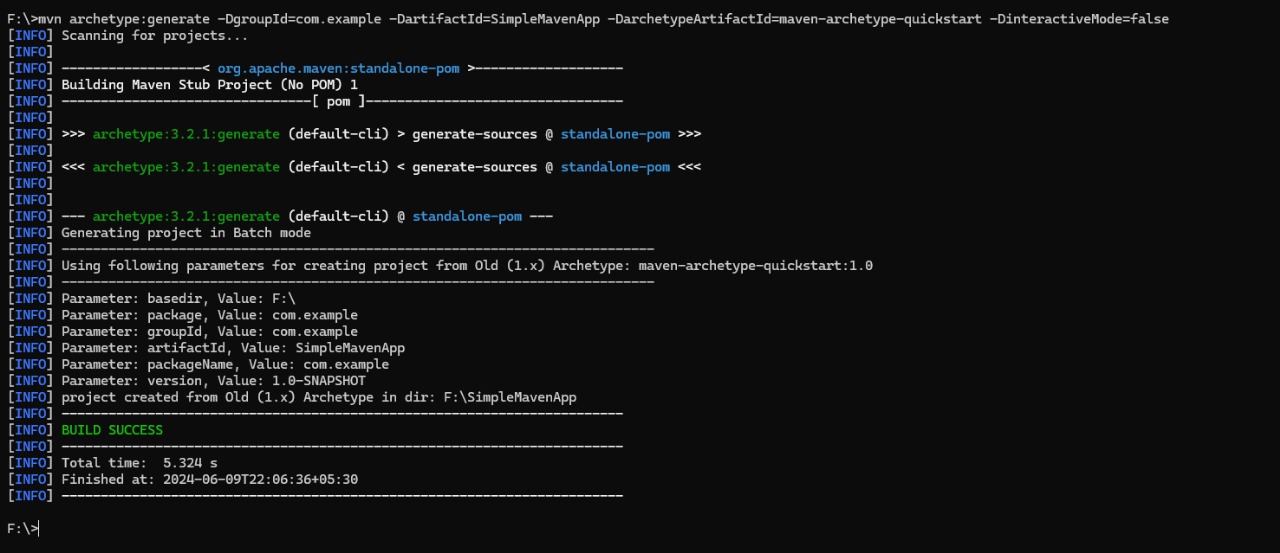 F:\>mvn archetype:generate -DgroupId=com.example -DartifactId=SimpleMavenApp -DarchetypeArtifactId=maven-archetype-quickstart -DinteractiveMode=false
[INFO] Scanning for projects...
[INFO]
[INFO] ------------------< org.apache.maven:standalone-pom >-------------------
[INFO] Building Maven Stub Project (No POM) 1
[INFO] --------------------------------[ pom ]---------------------------------
[INFO]
[INFO] >>> archetype:3.2.1:generate (default-cli) > generate-sources @ standalone-pom >>>
[INFO]
[INFO] <<< archetype:3.2.1:generate (default-cli) < generate-sources @ standalone-pom <<<
[INFO]
[INFO]
[INFO] --- archetype:3.2.1:generate (default-cli) @ standalone-pom ---
[INFO] Generating project in Batch mode
[INFO] ----------------------------------------------------------------------------
[INFO] Using following parameters for creating project from Old (1.x) Archetype: maven-archetype-quickstart:1.0
[INFO] ----------------------------------------------------------------------------
[INFO] Parameter: basedir, Value: F:\
[INFO] Parameter: package, Value: com.example
[INFO] Parameter: groupId, Value: com.example
[INFO] Parameter: artifactId, Value: SimpleMavenApp
[INFO] Parameter: packageName, Value: com.example
[INFO] Parameter: version, Value: 1.0-SNAPSHOT
[INFO] project created from Old (1.x) Archetype in dir: F:\SimpleMavenApp
[INFO] ------------------------------------------------------------------------
[INFO] BUILD SUCCESS
[INFO] ------------------------------------------------------------------------
[INFO] Total time:  5.324 s
[INFO] Finished at: 2024-06-09T22:06:36+05:30
[INFO] ------------------------------------------------------------------------
F:\>